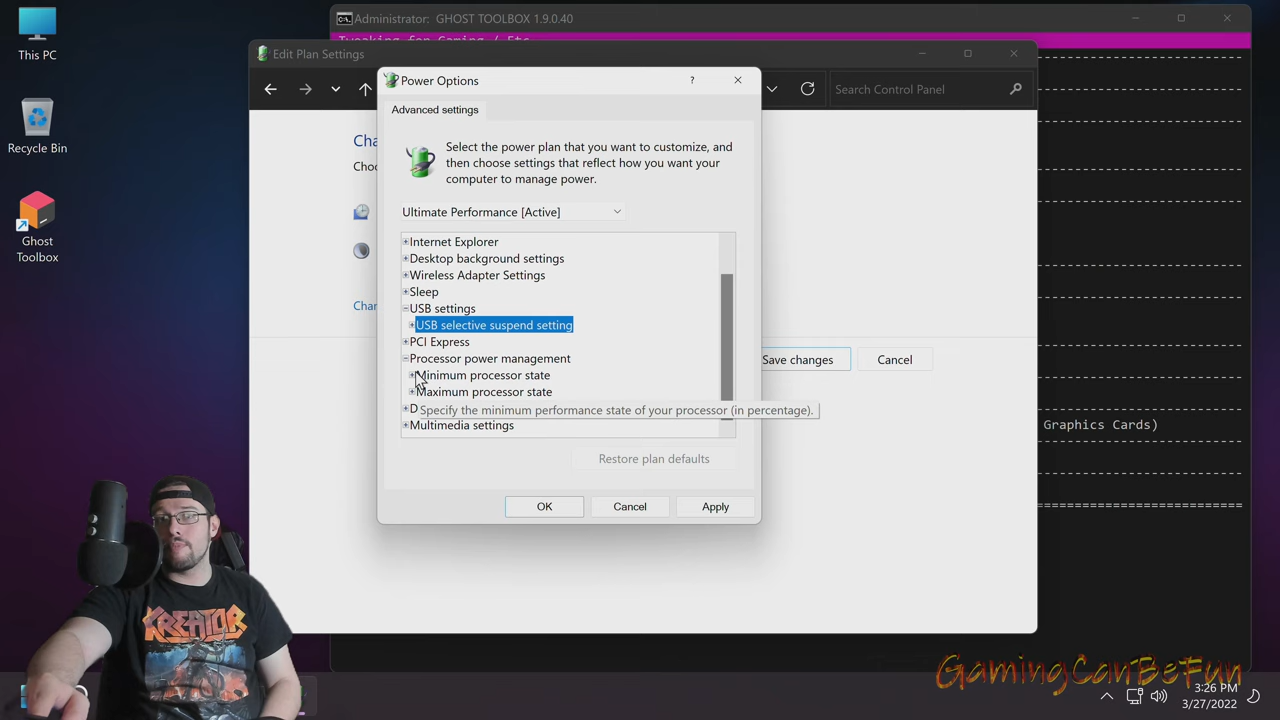 This PC
Recycle Bin
Ghost
Toolbox
Administrator: GHOST TOOLBOX 1.9.0.40
Edit Plan Settings
Search Control Panel
Cha
Choo
Chan
Power Options
?
Advanced settings
Select the power plan that you want to customize, and
then choose settings that reflect how you want your
computer to manage power.
Ultimate Performance [Active]
Internet Explorer
Desktop background settings
Wireless Adapter Settings
Sleep
USB settings
USB selective suspend setting
PCI Express
Processor power management
Minimum processor state
Maximum processor state
D
Specify the minimum performance state of your processor (in percentage).
Multimedia settings
Restore plan defaults
OK
Cancel
Apply
Save changes
Cancel
Graphics Cards)
KREATOR
GamingCanBeFun
3:26 PM
3/27/2022